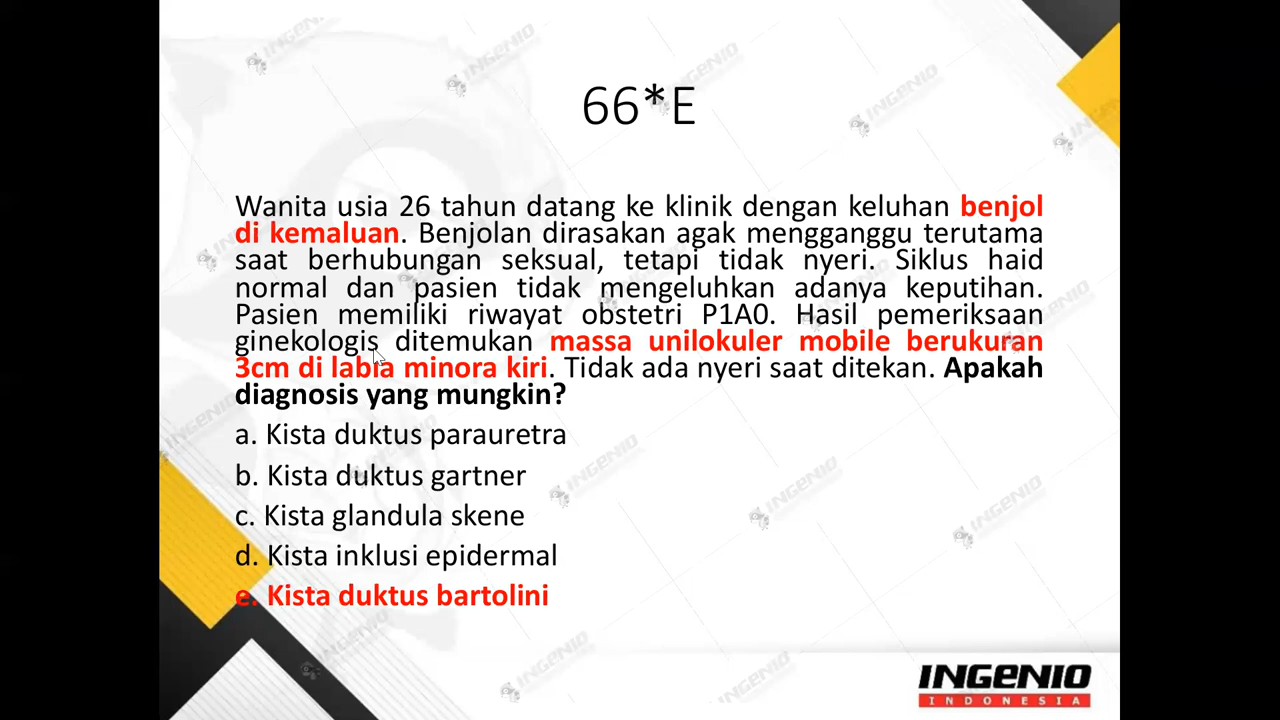 66*E
Wanita usia 26 tahun datang ke klinik dengan keluhan benjol
di kemaluan. Benjolan dirasakan agak mengganggu terutama
saat berhubungan seksual, tetapi tidak nyeri. Siklus haid
normal dan pasien tidak mengeluhkan adanya keputihan.
Pasien memiliki riwayat obstetri P1A0. Hasil pemeriksaan
ginekologis ditemukan massa unilokuler mobile berukuran
3cm di labia minora kiri. Tidak ada nyeri saat ditekan. Apakah
diagnosis yang mungkin?
a. Kista duktus parauretra
b. Kista duktus gartner
c. Kista glandula skene
d. Kista inklusi epidermal
e. Kista duktus bartolini
INGENIO
INDONESIA